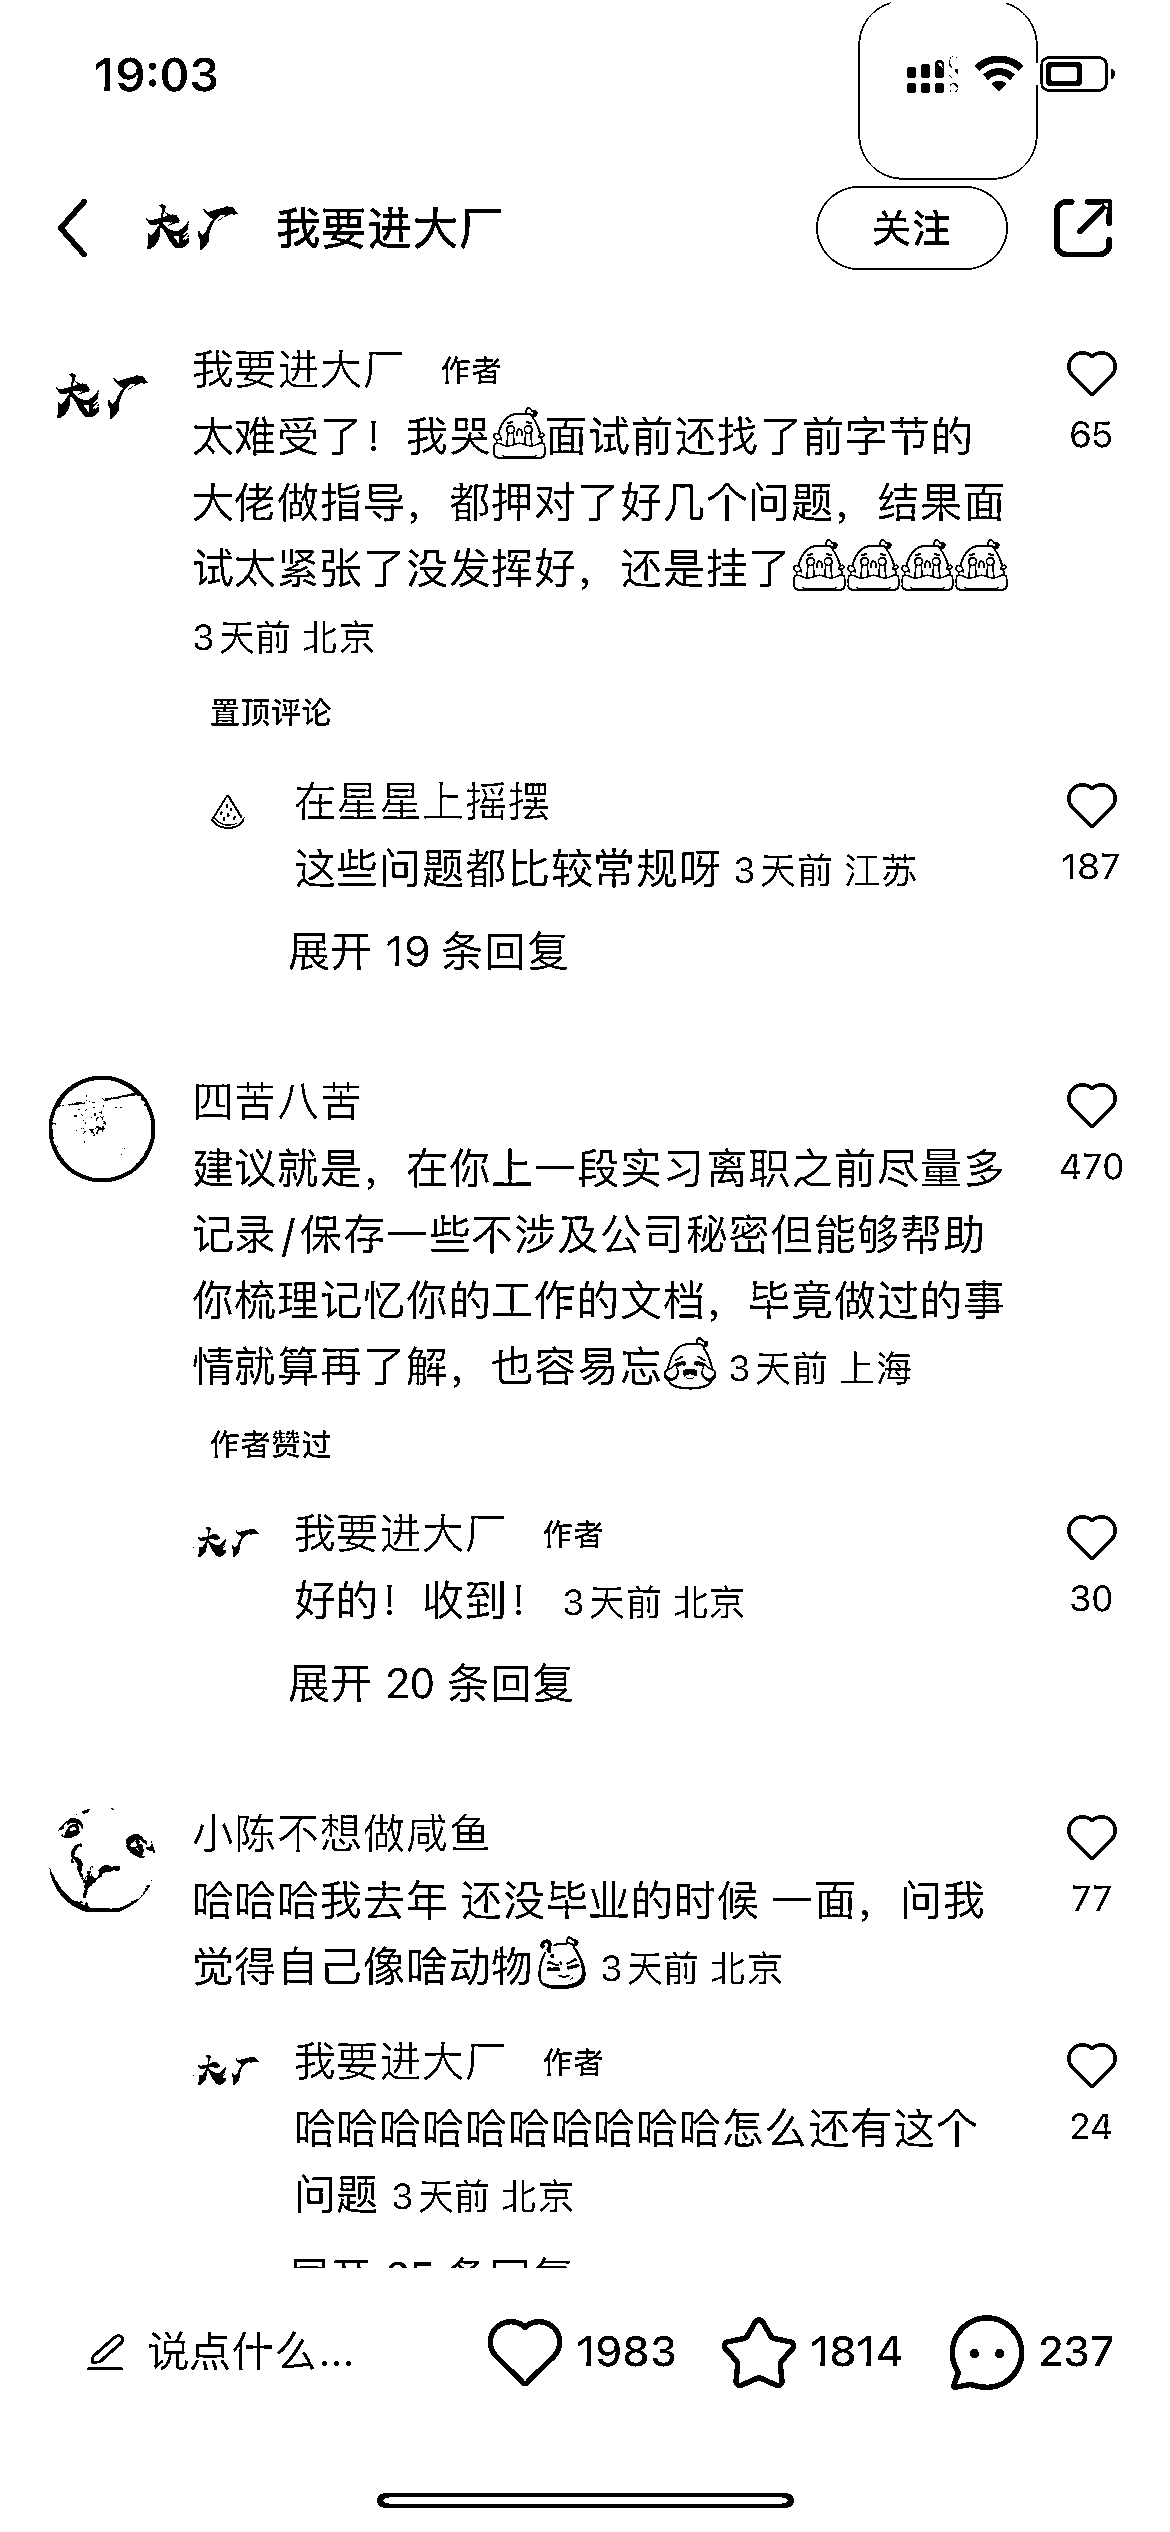 19:03
大厂 我要进大厂 关注
大厂 我要进大厂 作者
太难受了！我哭面试前还找了前字节的 65
大佬做指导，都押对了好几个问题，结果面
试太紧张了没发挥好，还是挂了
3天前 北京
置顶评论
在星星上摇摆
这些问题都比较常规呀 3天前 江苏 187
展开 19 条回复
四苦八苦
建议就是，在你上一段实习离职之前尽量多 470
记录/保存一些不涉及公司秘密但能够帮助
你梳理记忆你的工作的文档，毕竟做过的事
情就算再了解，也容易忘 3天前 上海
作者赞过
大厂 我要进大厂 作者
好的！收到！ 3天前 北京 30
展开 20 条回复
小陈不想做咸鱼
哈哈哈我去年 还没毕业的时候 一面，问我 77
觉得自己像啥动物 3天前 北京
大厂 我要进大厂 作者
哈哈哈哈哈哈哈哈哈哈怎么还有这个 24
问题 3天前 北京
说点什么... 1983 1814 237